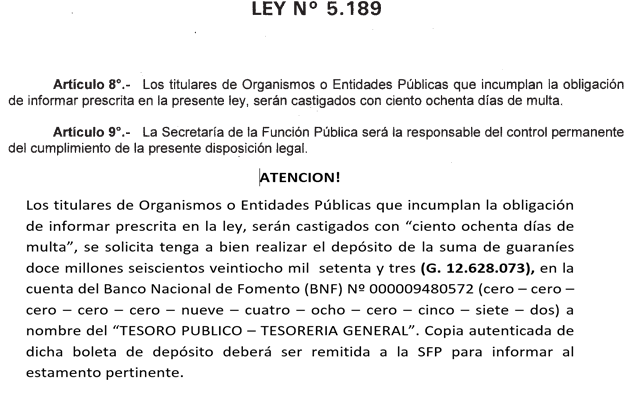 LEY Nº 5.189
Artículo 8°.- Los titulares de Organismos o Entidades Públicas que incumplan la obligación
de informar prescrita en la presente ley, serán castigados con ciento ochenta días de multa.
Artículo 9°.- La Secretaría de la Función Pública será la responsable del control permanente
del cumplimiento de la presente disposición legal.
ATENCION!
Los titulares de Organismos o Entidades Públicas que incumplan la obligación
de informar prescrita en la ley, serán castigados con “ciento ochenta días de
multa”, se solicita tenga a bien realizar el depósito de la suma de guaraníes
doce millones seiscientos veintiocho mil setenta y tres (G. 12.628.073), en la
cuenta del Banco Nacional de Fomento (BNF) Nº 000009480572 (cero – cero –
cero – cero – cero – nueve – cuatro – ocho – cero – cinco – siete – dos) a
nombre del “TESORO PUBLICO – TESORERIA GENERAL”. Copia autenticada de
dicha boleta de depósito deberá ser remitida a la SFP para informar al
estamento pertinente.